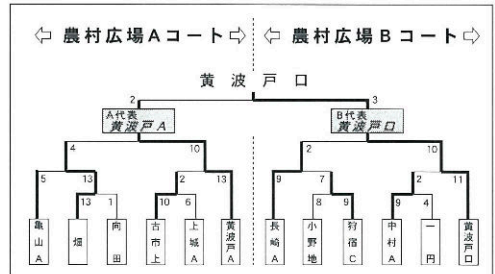 ⇦ 農村広場Aコート ⇨ ⇦ 農村広場Bコート ⇨
黄波戸口
2 3
A代表 B代表
黄波戸A 黄波戸口
4 10 2 10
5 13 2 13 9 7 2 11
13 1 10 6 8 9 9 4
亀山A 畑 向田 古市上 上城A 黄波戸A 長崎A 小野地 狩宿C 中村A 一円 黄波戸口